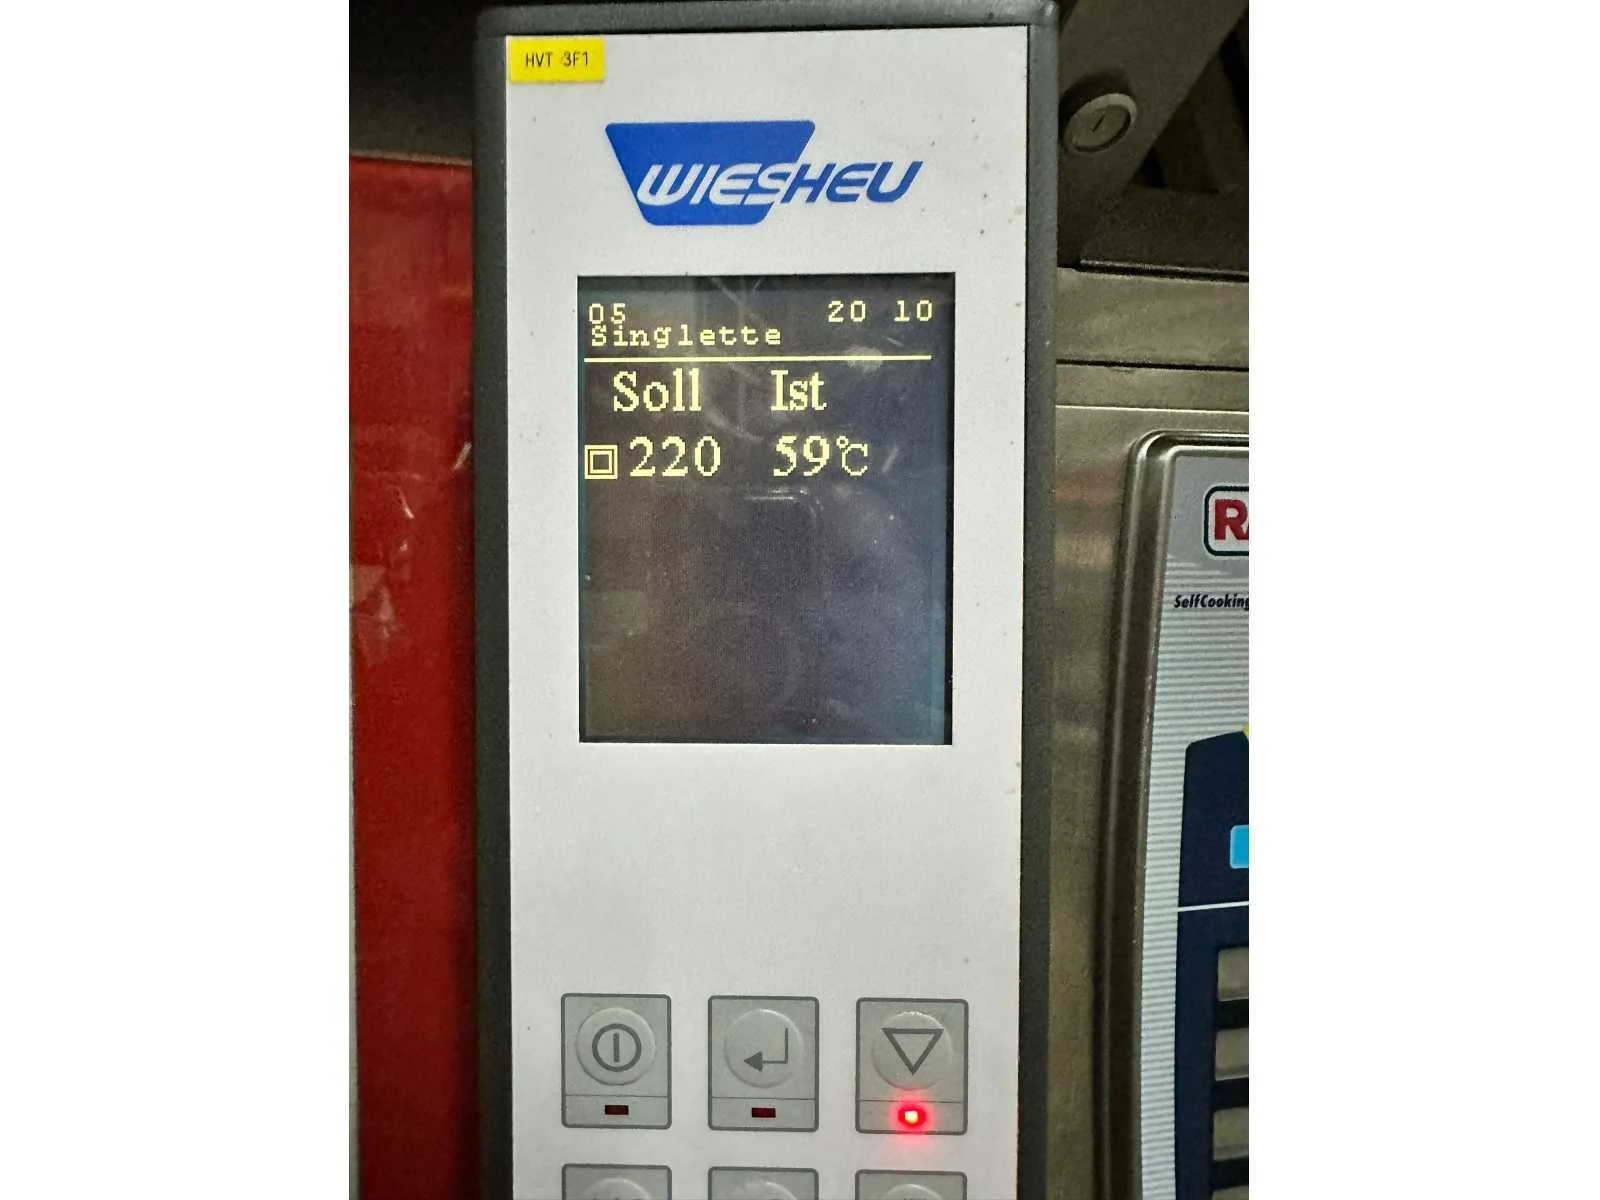 HVT 3F1
WIESHEU
05 20 10
Singlette
Soll Ist
220 59℃
SelfCooking